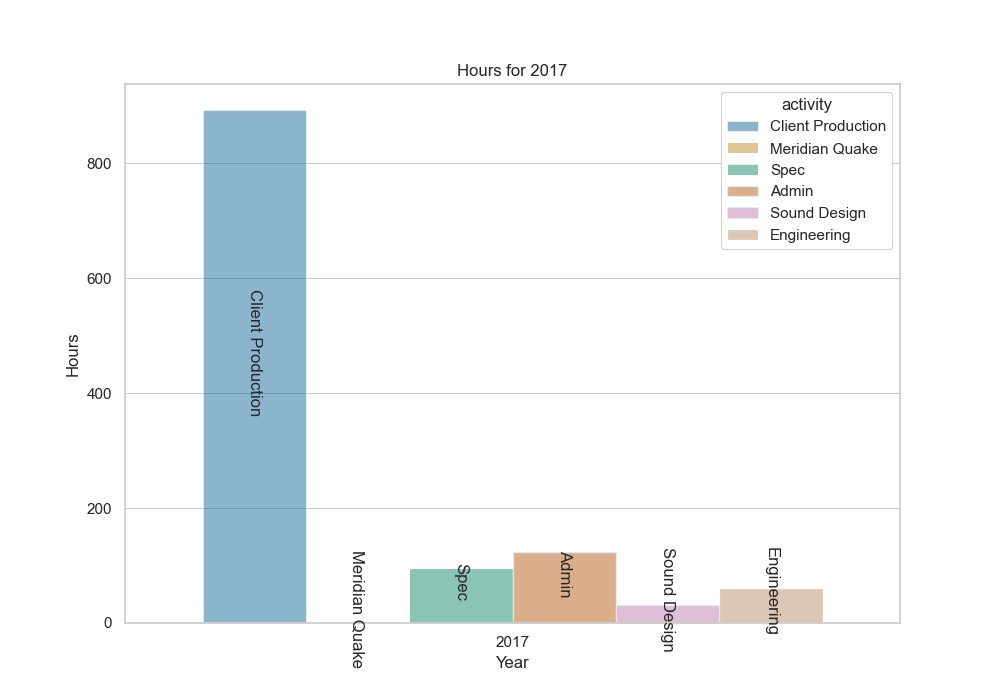 Hours for 2017
activity
Client Production
Meridian Quake
Spec
Admin
Sound Design
Engineering
800
600
400
200
0
Hours
Client Production
Meridian Quake
Spec
Admin
Sound Design
Engineering
2017
Year